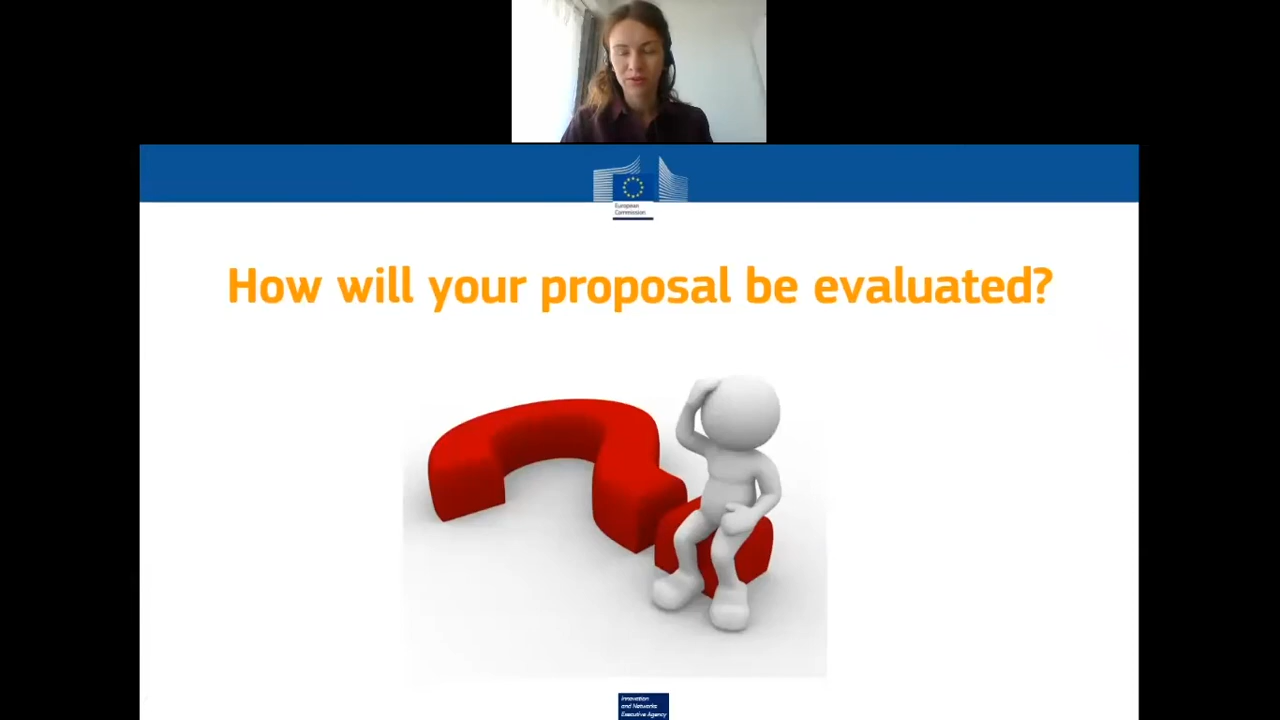 European
Commission
How will your proposal be evaluated?
Innovation
and Networks
Executive Agency